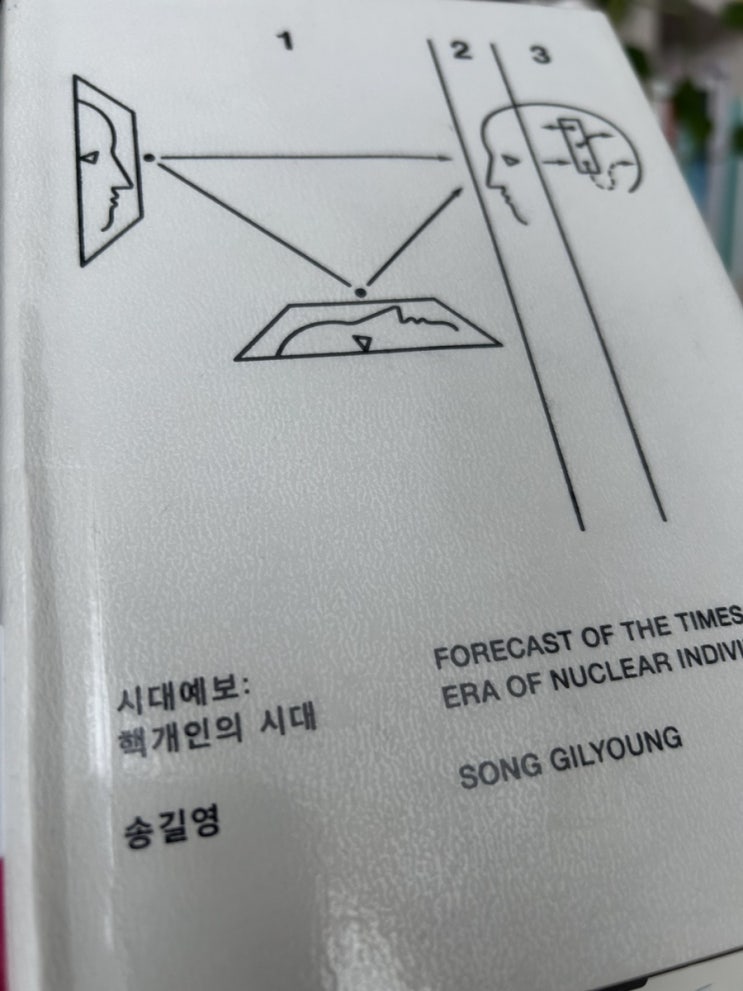 1
2
3
시대예보:
핵개인의 시대
송길영
FORECAST OF THE TIMES
ERA OF NUCLEAR INDIVI
SONG GILYOUNG